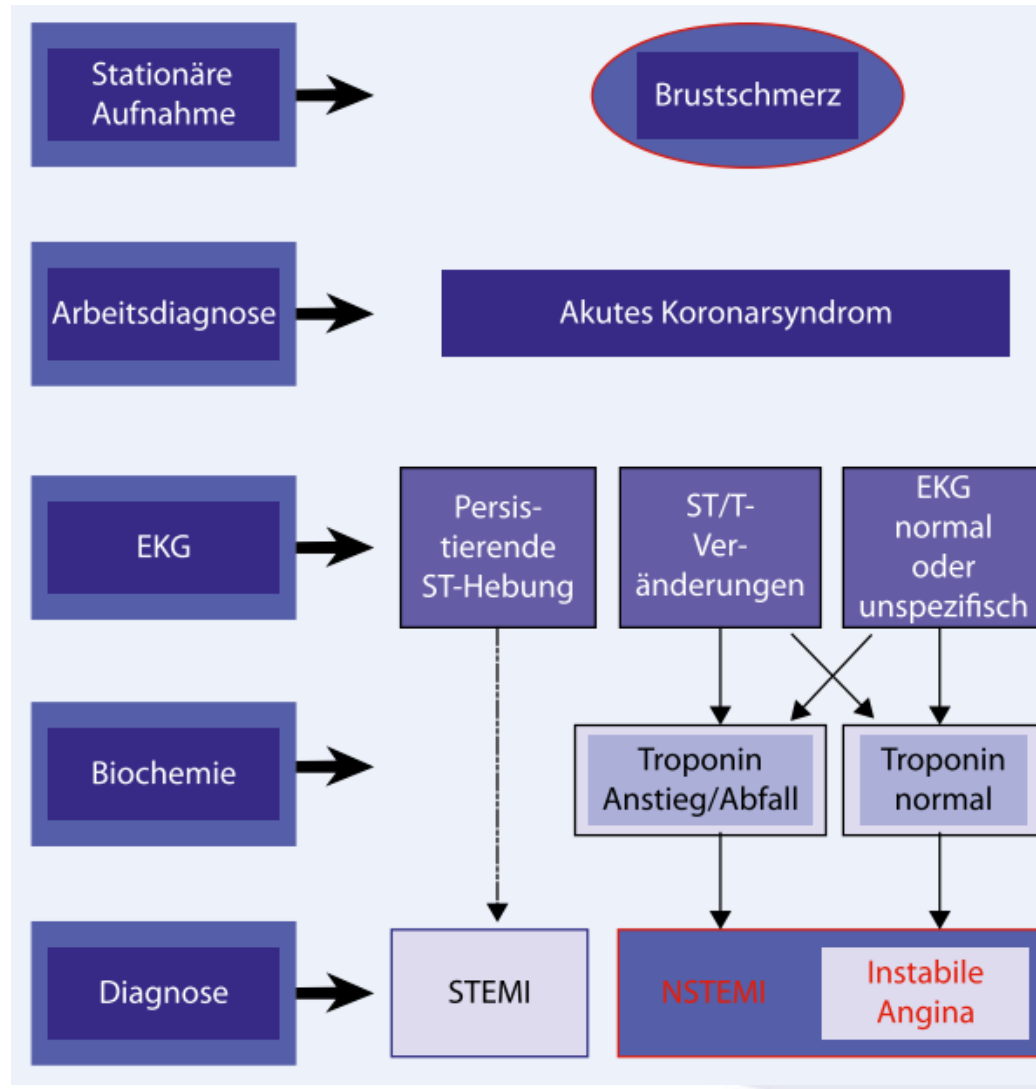 Stationäre
Aufnahme
Brustschmerz
Arbeitsdiagnose
Akutes Koronarsyndrom
EKG
Persis-
tierende
ST-Hebung
ST/T-
Ver-
änderungen
EKG
normal
oder
unspezifisch
Biochemie
Troponin
Anstieg/Abfall
Troponin
normal
Diagnose
STEMI
NSTEMI
Instabile
Angina